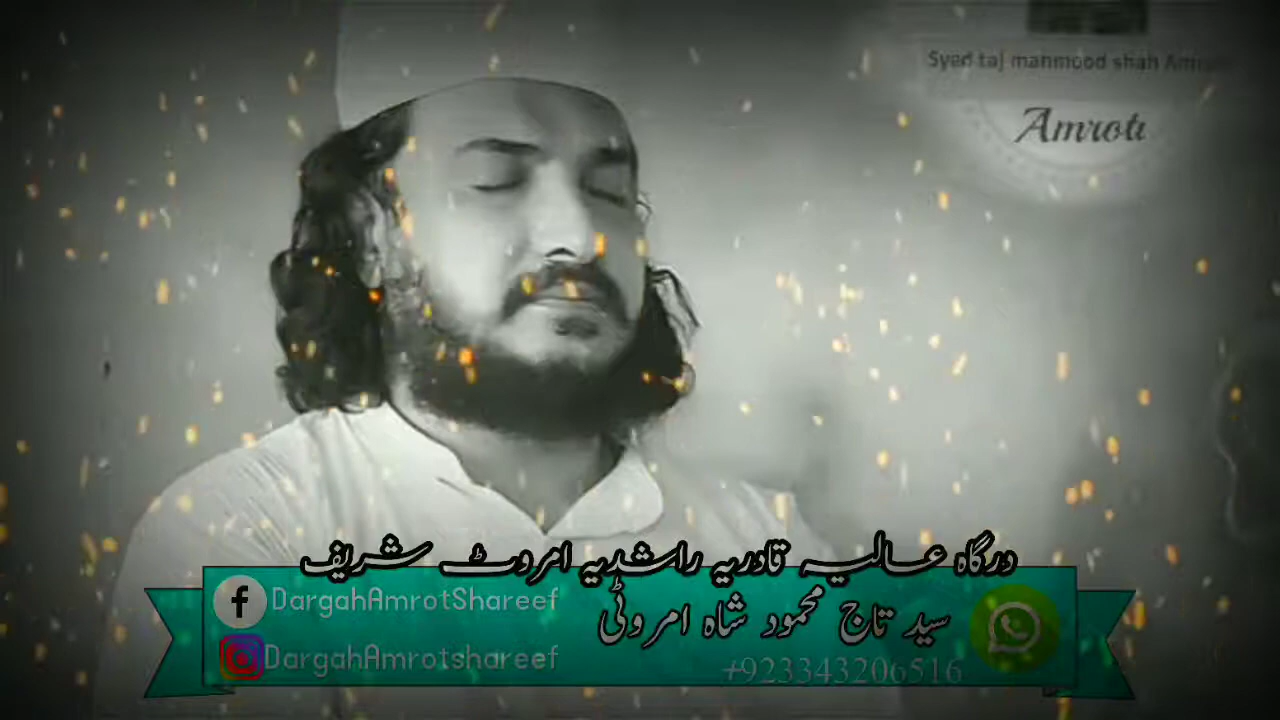 Syed taj mahmood shah
Amroti
درگاہ عالیہ قادریہ راشدیہ امروٹ شریف
DargahAmrotShareef
سید تاج محمود شاہ امروٹی
DargahAmrotshareef
+923343206516